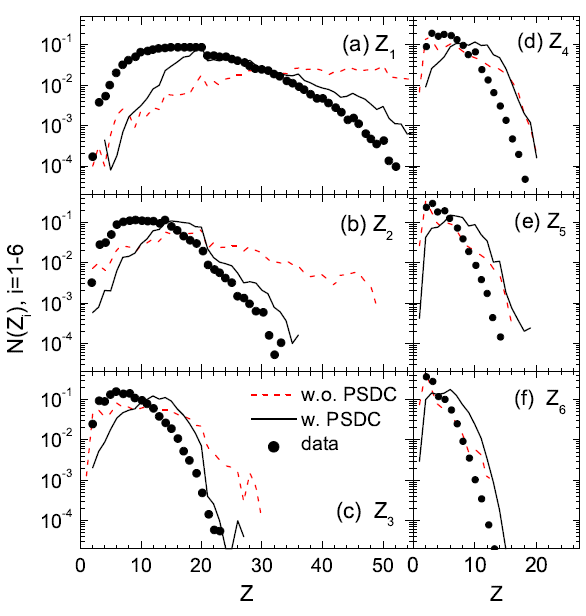 (a) Z1
(d) Z4
10^-1
10^-2
10^-3
10^-4
(b) Z2
(e) Z5
10^-1
10^-2
10^-3
10^-4
N(Zi), i=1-6
w.o. PSDC
w. PSDC
data
(c) Z3
(f) Z6
10^-1
10^-2
10^-3
10^-4
0 10 20 30 40 50
0 10 20
Z
Z